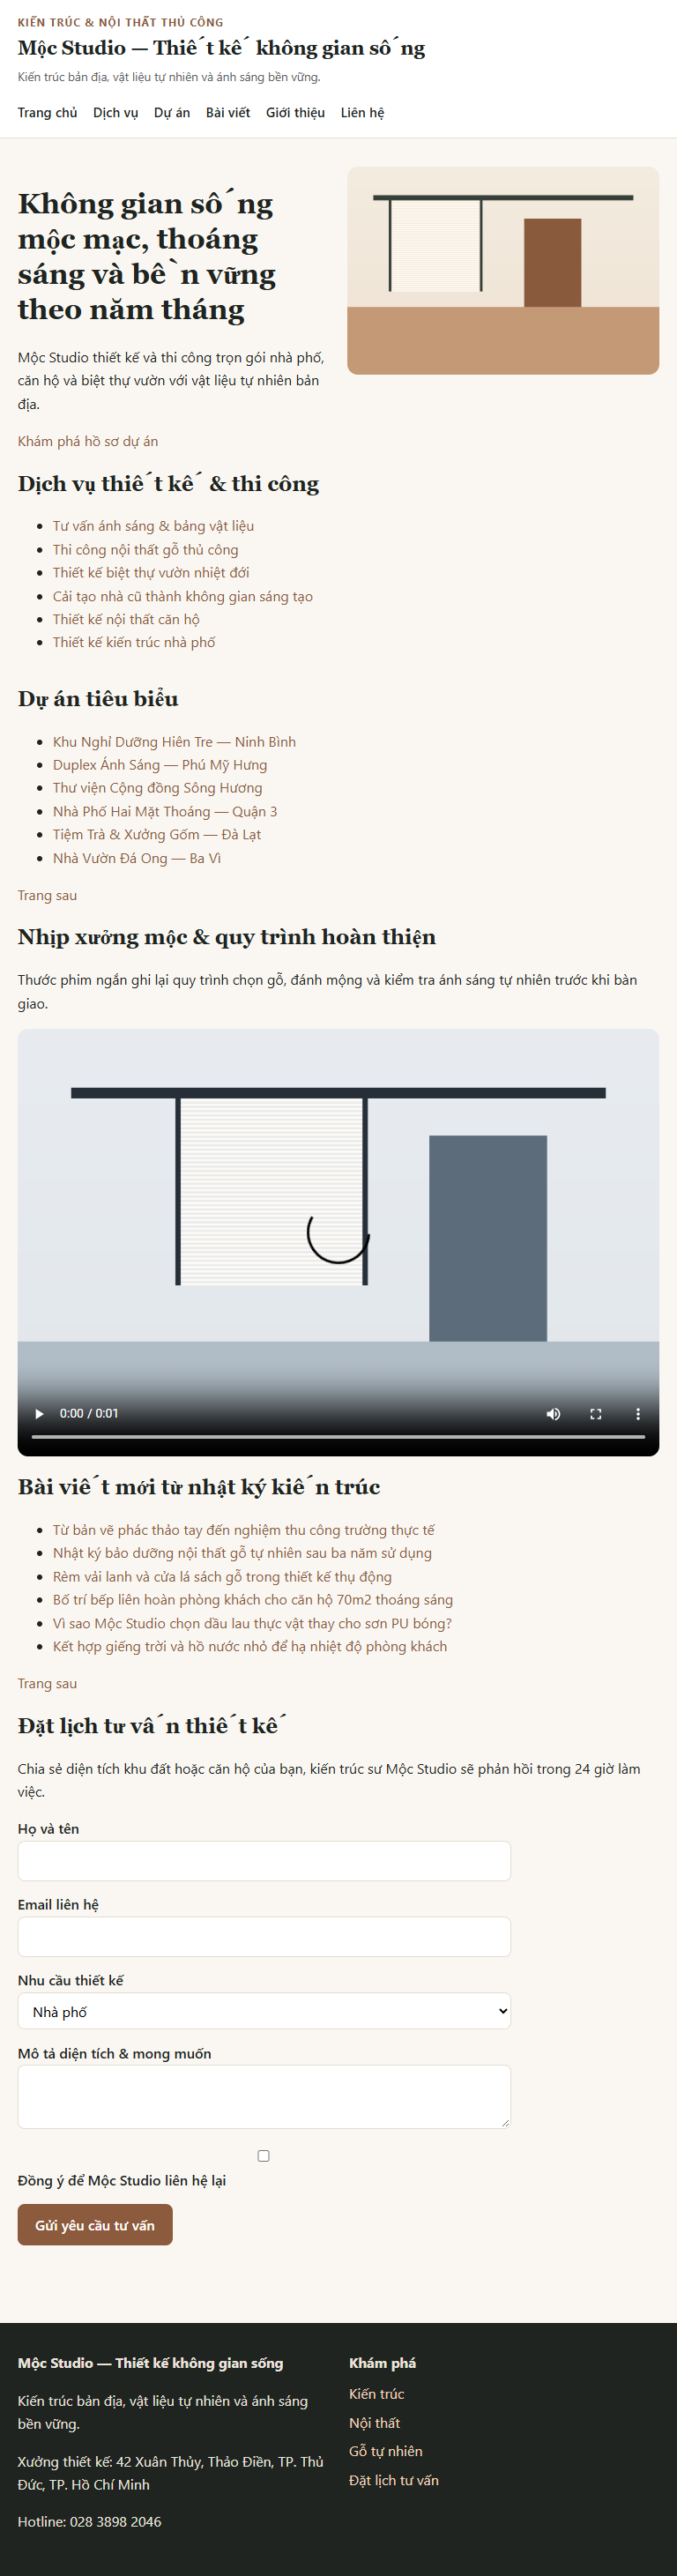 KIẾN TRÚC & NỘI THẤT THỦ CÔNG
Mộc Studio — Thiết kế không gian sống
Kiến trúc bản địa, vật liệu tự nhiên và ánh sáng bền vững.
Trang chủ Dịch vụ Dự án Bài viết Giới thiệu Liên hệ
Không gian sống
mộc mạc, thoáng
sáng và bền vững
theo năm tháng
Mộc Studio thiết kế và thi công trọn gói nhà phố,
căn hộ và biệt thự vườn với vật liệu tự nhiên bản
địa.
Khám phá hồ sơ dự án
Dịch vụ thiết kế & thi công
Tư vấn ánh sáng & bảng vật liệu
Thi công nội thất gỗ thủ công
Thiết kế biệt thự vườn nhiệt đới
Cải tạo nhà cũ thành không gian sáng tạo
Thiết kế nội thất căn hộ
Thiết kế kiến trúc nhà phố
Dự án tiêu biểu
Khu Nghỉ Dưỡng Hiên Tre — Ninh Bình
Duplex Ánh Sáng — Phú Mỹ Hưng
Thư viện Cộng đồng Sông Hương
Nhà Phố Hai Mặt Thoáng — Quận 3
Tiệm Trà & Xưởng Gốm — Đà Lạt
Nhà Vườn Đá Ong — Ba Vì
Trang sau
Nhịp xưởng mộc & quy trình hoàn thiện
Thước phim ngắn ghi lại quy trình chọn gỗ, đánh mộng và kiểm tra ánh sáng tự nhiên trước khi bàn
giao.
0:00 / 0:01
Bài viết mới từ nhật ký kiến trúc
Từ bản vẽ phác thảo tay đến nghiệm thu công trường thực tế
Nhật ký bảo dưỡng nội thất gỗ tự nhiên sau ba năm sử dụng
Rèm vải lanh và cửa lá sách gỗ trong thiết kế thụ động
Bố trí bếp liên hoàn phòng khách cho căn hộ 70m2 thoáng sáng
Vì sao Mộc Studio chọn dầu lau thực vật thay cho sơn PU bóng?
Kết hợp giếng trời và hồ nước nhỏ để hạ nhiệt độ phòng khách
Trang sau
Đặt lịch tư vấn thiết kế
Chia sẻ diện tích khu đất hoặc căn hộ của bạn, kiến trúc sư Mộc Studio sẽ phản hồi trong 24 giờ làm
việc.
Họ và tên
Email liên hệ
Nhu cầu thiết kế
Nhà phố
Mô tả diện tích & mong muốn
Đồng ý để Mộc Studio liên hệ lại
Gửi yêu cầu tư vấn
Mộc Studio — Thiết kế không gian sống
Kiến trúc bản địa, vật liệu tự nhiên và ánh sáng
bền vững.
Xưởng thiết kế: 42 Xuân Thủy, Thảo Điền, TP. Thủ
Đức, TP. Hồ Chí Minh
Hotline: 028 3898 2046
Khám phá
Kiến trúc
Nội thất
Gỗ tự nhiên
Đặt lịch tư vấn